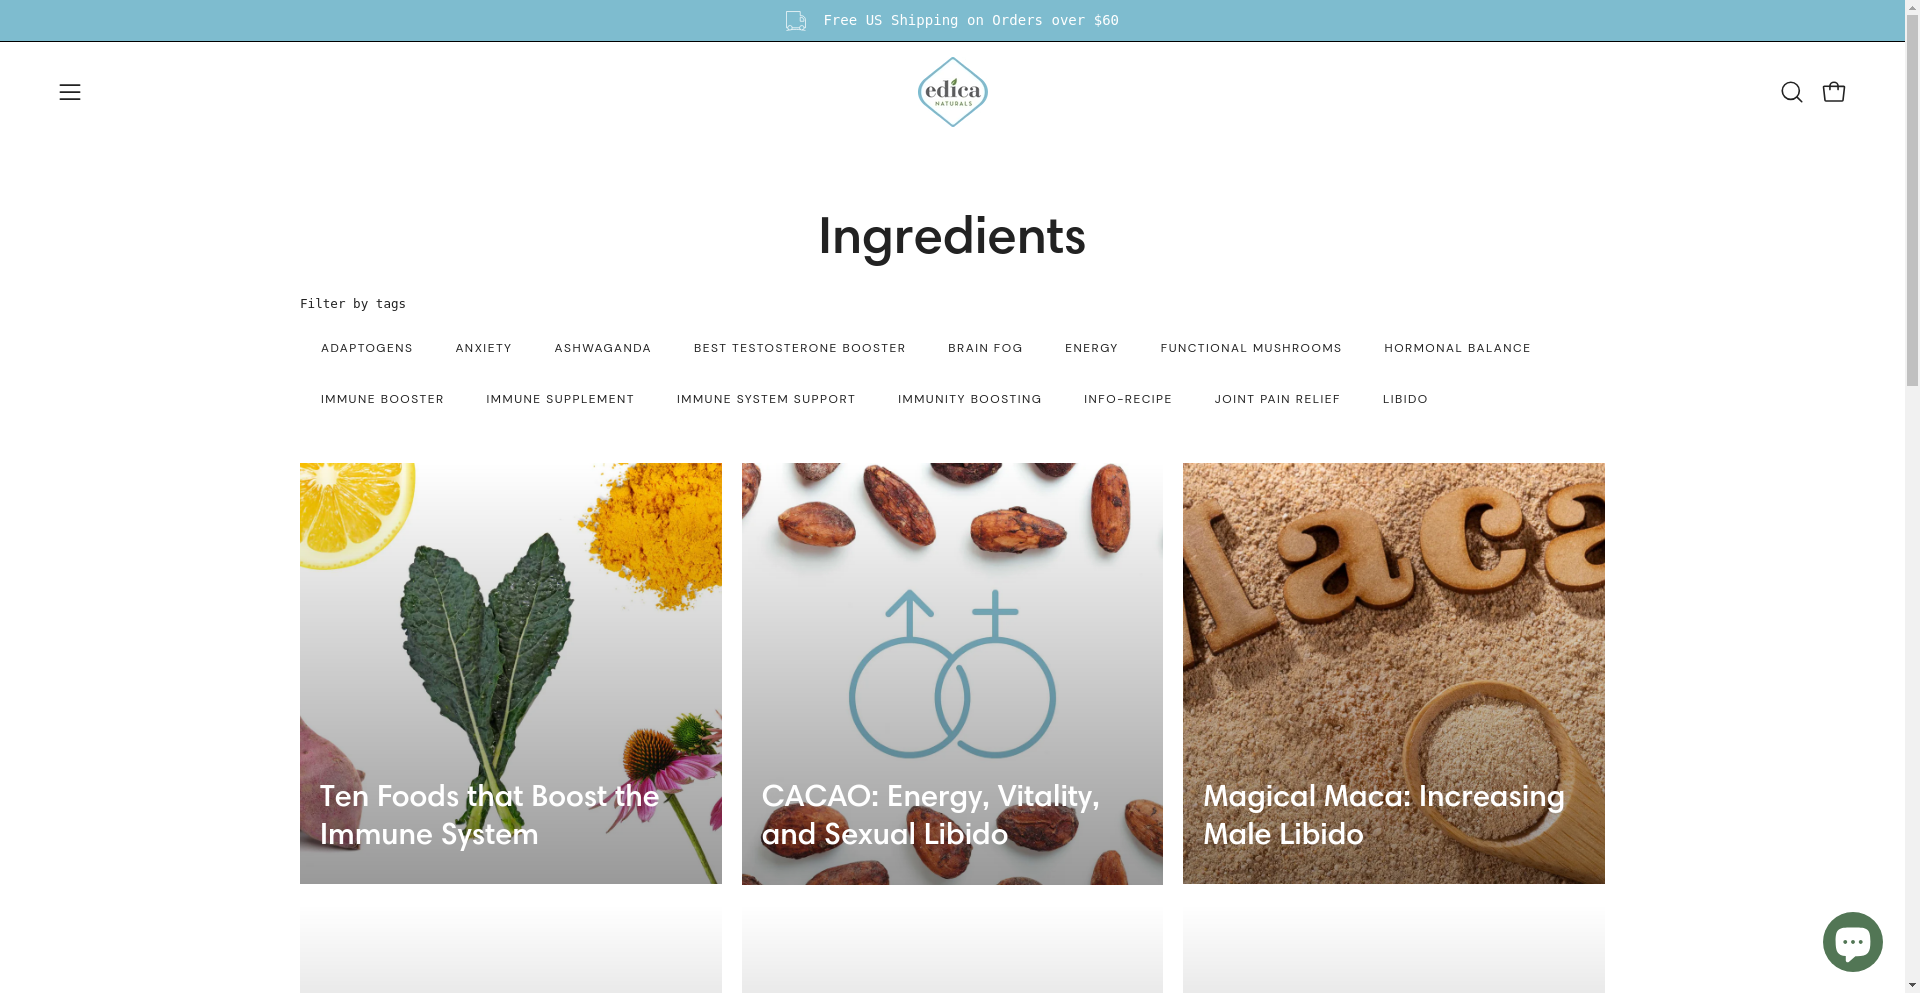 Free US Shipping on Orders over $60
edica
NATURALS
Ingredients
Filter by tags
ADAPTOGENS ANXIETY ASHWAGANDA BEST TESTOSTERONE BOOSTER BRAIN FOG ENERGY FUNCTIONAL MUSHROOMS HORMONAL BALANCE
IMMUNE BOOSTER IMMUNE SUPPLEMENT IMMUNE SYSTEM SUPPORT IMMUNITY BOOSTING INFO-RECIPE JOINT PAIN RELIEF LIBIDO
maca
Ten Foods that Boost the
Immune System
CACAO: Energy, Vitality,
and Sexual Libido
Magical Maca: Increasing
Male Libido